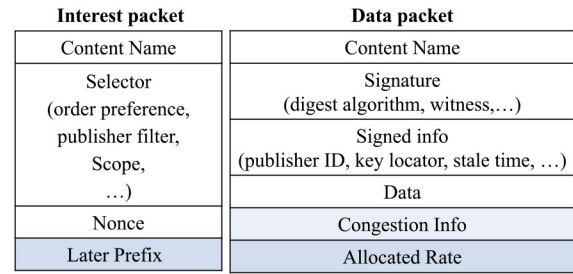 Interest packet
Content Name
Selector
(order preference,
publisher filter,
Scope,
…)
Nonce
Later Prefix
Data packet
Content Name
Signature
(digest algorithm, witness,…)
Signed info
(publisher ID, key locator, stale time, …)
Data
Congestion Info
Allocated Rate